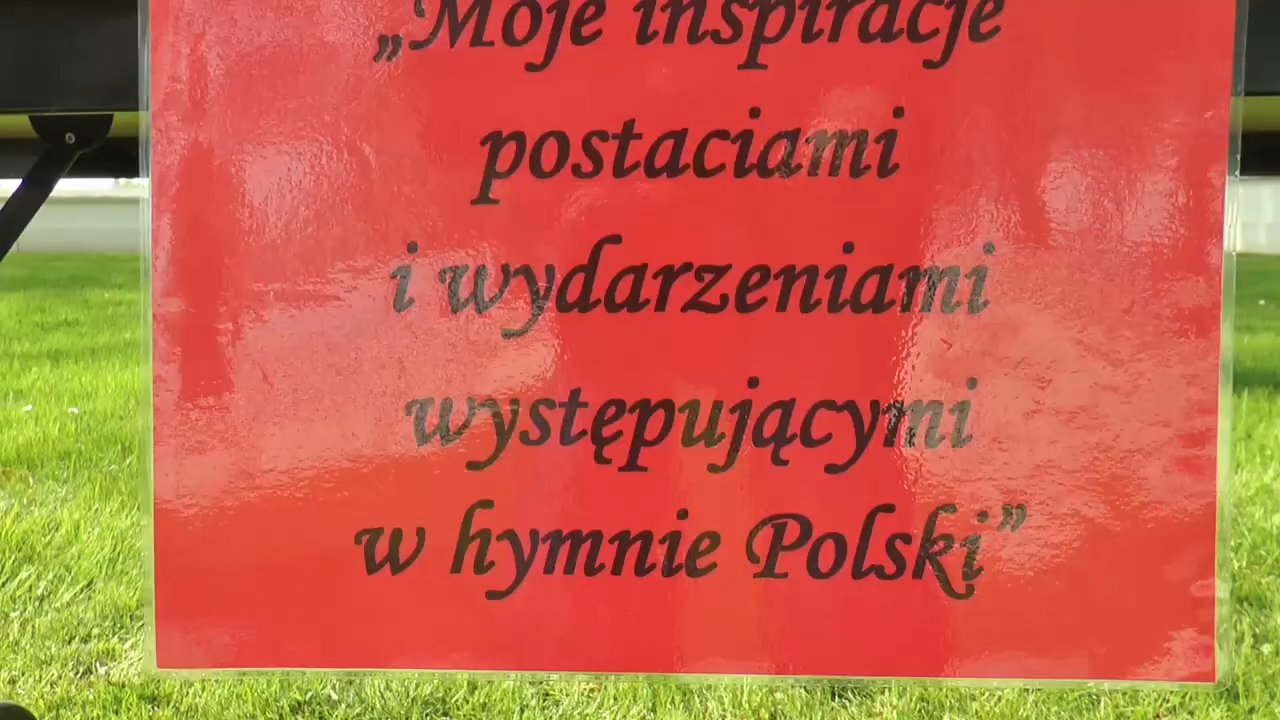 „Moje inspiracje
postaciami
i wydarzeniami
występującymi
w hymnie Polski”